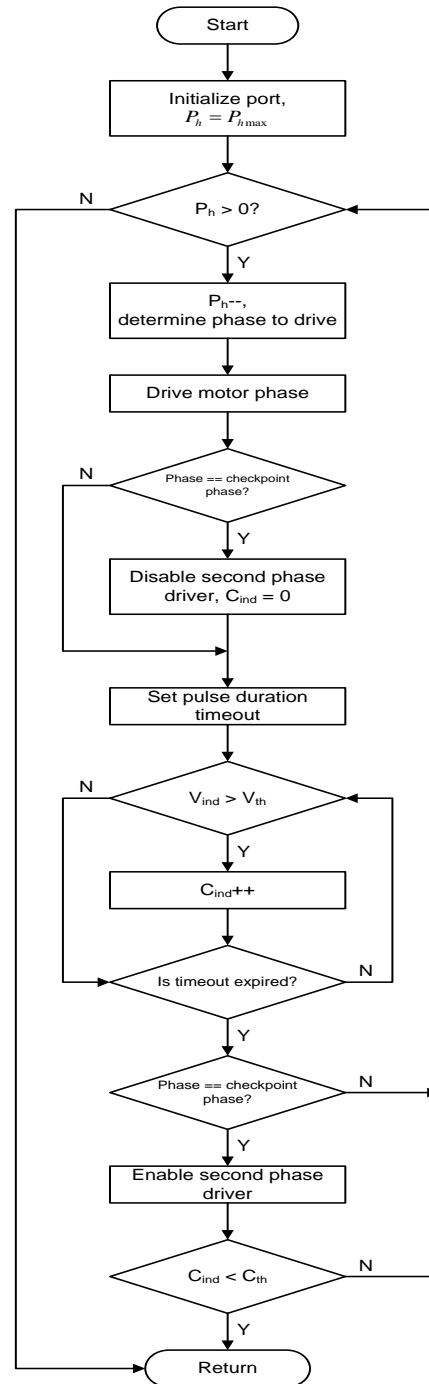 Start
Initialize port,
P_h = P_hmax
N
P_h > 0?
Y
P_h--,
determine phase to drive
Drive motor phase
N
Phase == checkpoint
phase?
Y
Disable second phase
driver, C_ind = 0
Set pulse duration
timeout
N
V_ind > V_th
Y
C_ind++
Is timeout expired?
N
Y
Phase == checkpoint
phase?
N
Y
Enable second phase
driver
C_ind < C_th
N
Y
Return